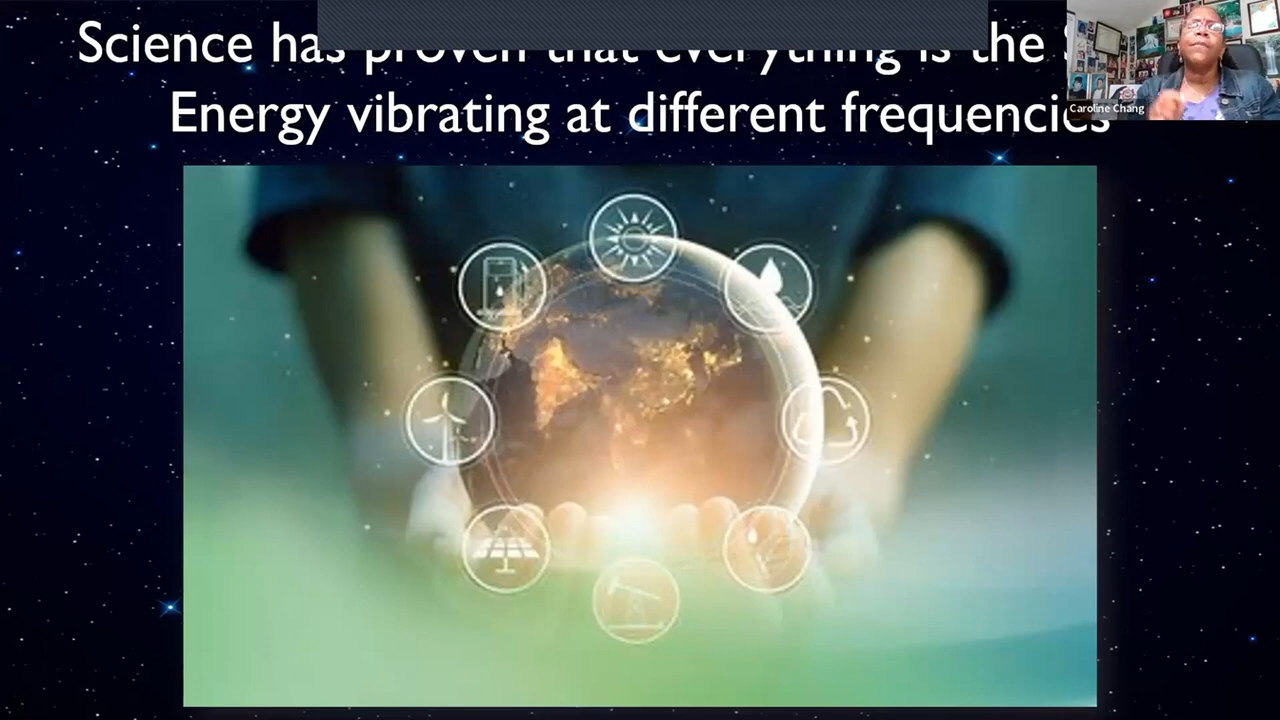 Science has proven that everything is the
Energy vibrating at different frequencies
Caroline Chang